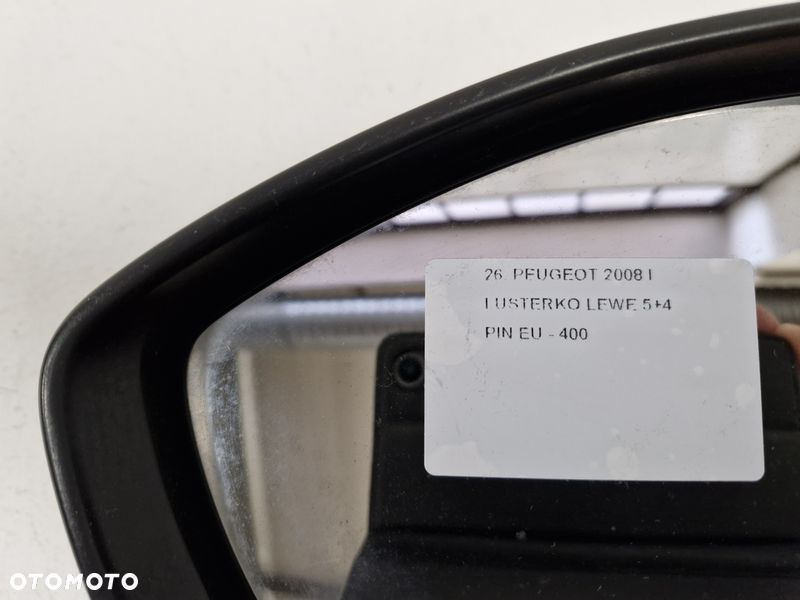 26. PEUGEOT 2008 I
LUSTERKO LEWE 5+4
PIN EU - 400
OTOMOTO